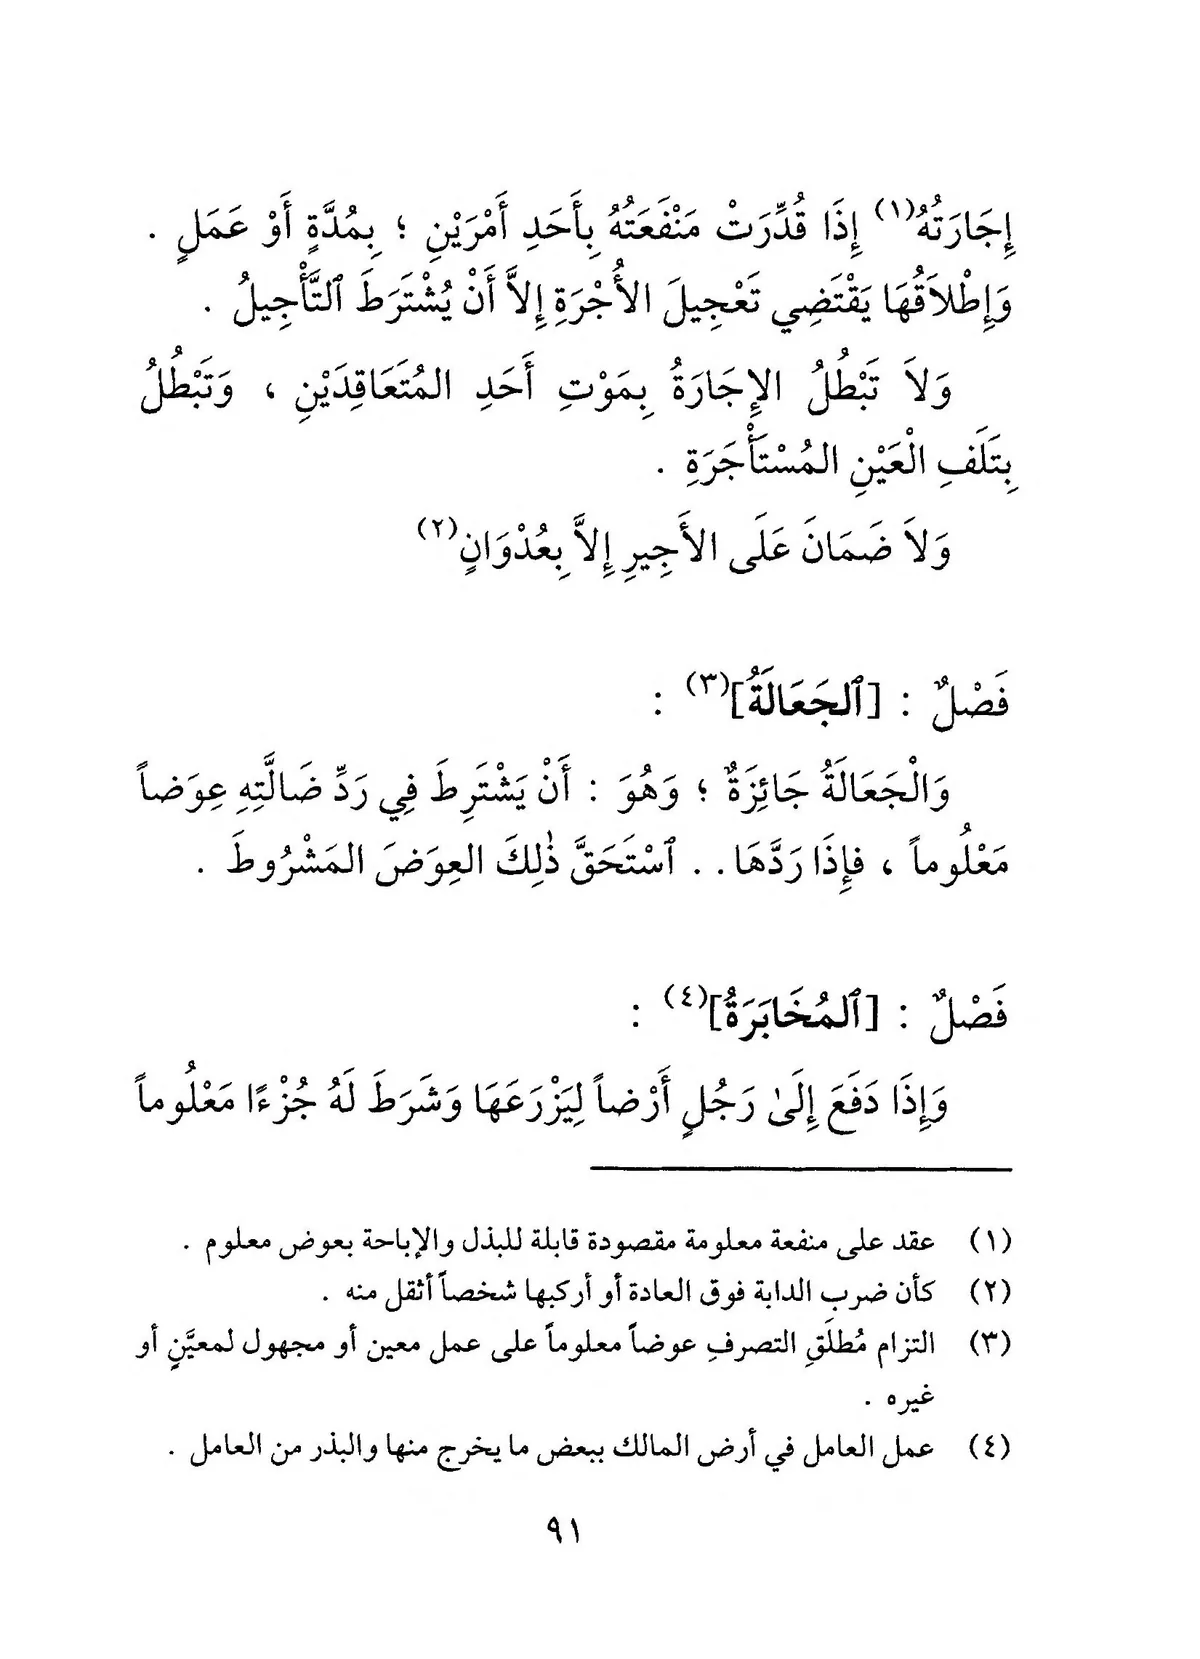 إِجَارَتُهُ(١) إِذَا قُدِّرَتْ مَنْفَعَتُهُ بِأَحَدِ أَمْرَيْنِ ؛ بِمُدَّةٍ أَوْ عَمَلٍ .
وَإِطْلاَقُهَا يَقْتَضِي تَعْجِيلَ الأُجْرَةِ إِلاَّ أَنْ يُشْتَرَطَ ٱلتَّأْجِيلُ .
وَلاَ تَبْطُلُ الإِجَارَةُ بِمَوْتِ أَحَدِ المُتَعَاقِدَيْنِ ، وَتَبْطُلُ
بِتَلَفِ الْعَيْنِ المُسْتَأْجَرَةِ .
وَلاَ ضَمَانَ عَلَى الأَجِيرِ إِلاَّ بِعُدْوَانٍ(٢)
فَصْلٌ : [ٱلجَعَالَةُ](٣) :
وَالْجَعَالَةُ جَائِزَةٌ ؛ وَهُوَ : أَنْ يَشْتَرِطَ فِي رَدِّ ضَالَّتِهِ عِوَضاً
مَعْلُوماً ، فإِذَا رَدَّهَا . . ٱسْتَحَقَّ ذٰلِكَ العِوَضَ المَشْرُوطَ .
فَصْلٌ : [ٱلمُخَابَرَةُ](٤) :
وَإِذَا دَفَعَ إِلَىٰ رَجُلٍ أَرْضاً لِيَزْرَعَهَا وَشَرَطَ لَهُ جُزْءًا مَعْلُوماً
(١) عقد على منفعة معلومة مقصودة قابلة للبذل والإباحة بعوض معلوم .
(٢) كأن ضرب الدابة فوق العادة أو أركبها شخصاً أثقل منه .
(٣) التزام مُطلَقِ التصرفِ عوضاً معلوماً على عمل معين أو مجهول لمعيَّنٍ أو
غيره .
(٤) عمل العامل في أرض المالك ببعض ما يخرج منها والبذر من العامل .
٩١